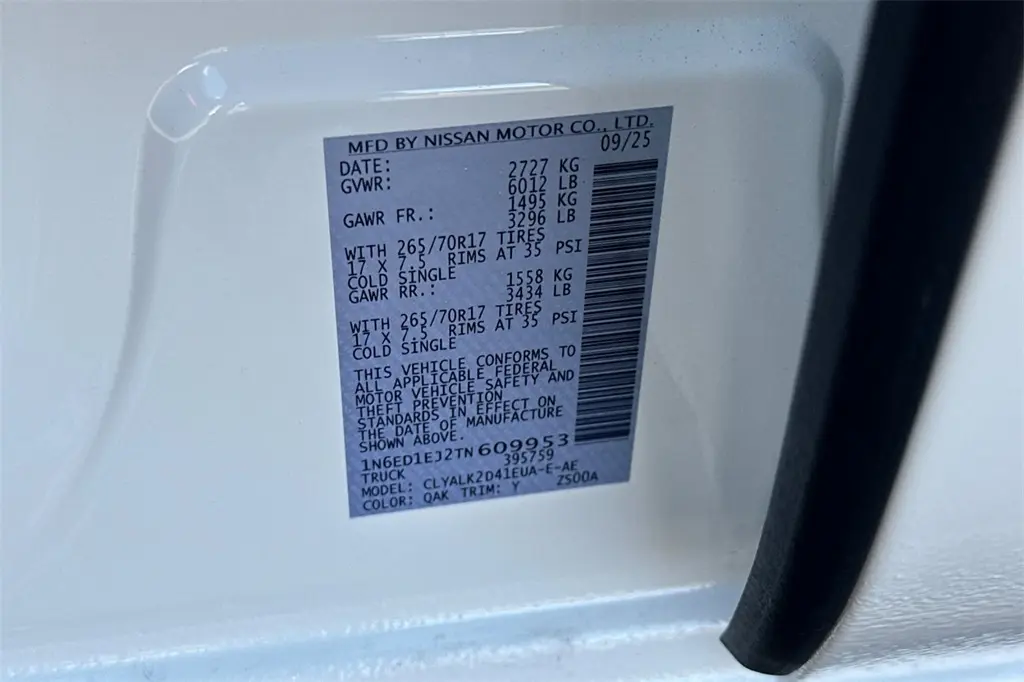 MFD BY NISSAN MOTOR CO., LTD.
DATE: 09/25
GVWR: 2727 KG
6012 LB
GAWR FR.: 1495 KG
3296 LB
WITH 265/70R17 TIRES
17 X 7.5 RIMS AT 35 PSI
COLD SINGLE
GAWR RR.: 1558 KG
3434 LB
WITH 265/70R17 TIRES
17 X 7.5 RIMS AT 35 PSI
COLD SINGLE
THIS VEHICLE CONFORMS TO
ALL APPLICABLE FEDERAL
MOTOR VEHICLE SAFETY AND
THEFT PREVENTION
STANDARDS IN EFFECT ON
THE DATE OF MANUFACTURE
SHOWN ABOVE.
1N6ED1EJ2TN609953
TRUCK 395759
MODEL: CLYALK2D41EUA-E-AE
COLOR: QAK TRIM: Y ZS00A